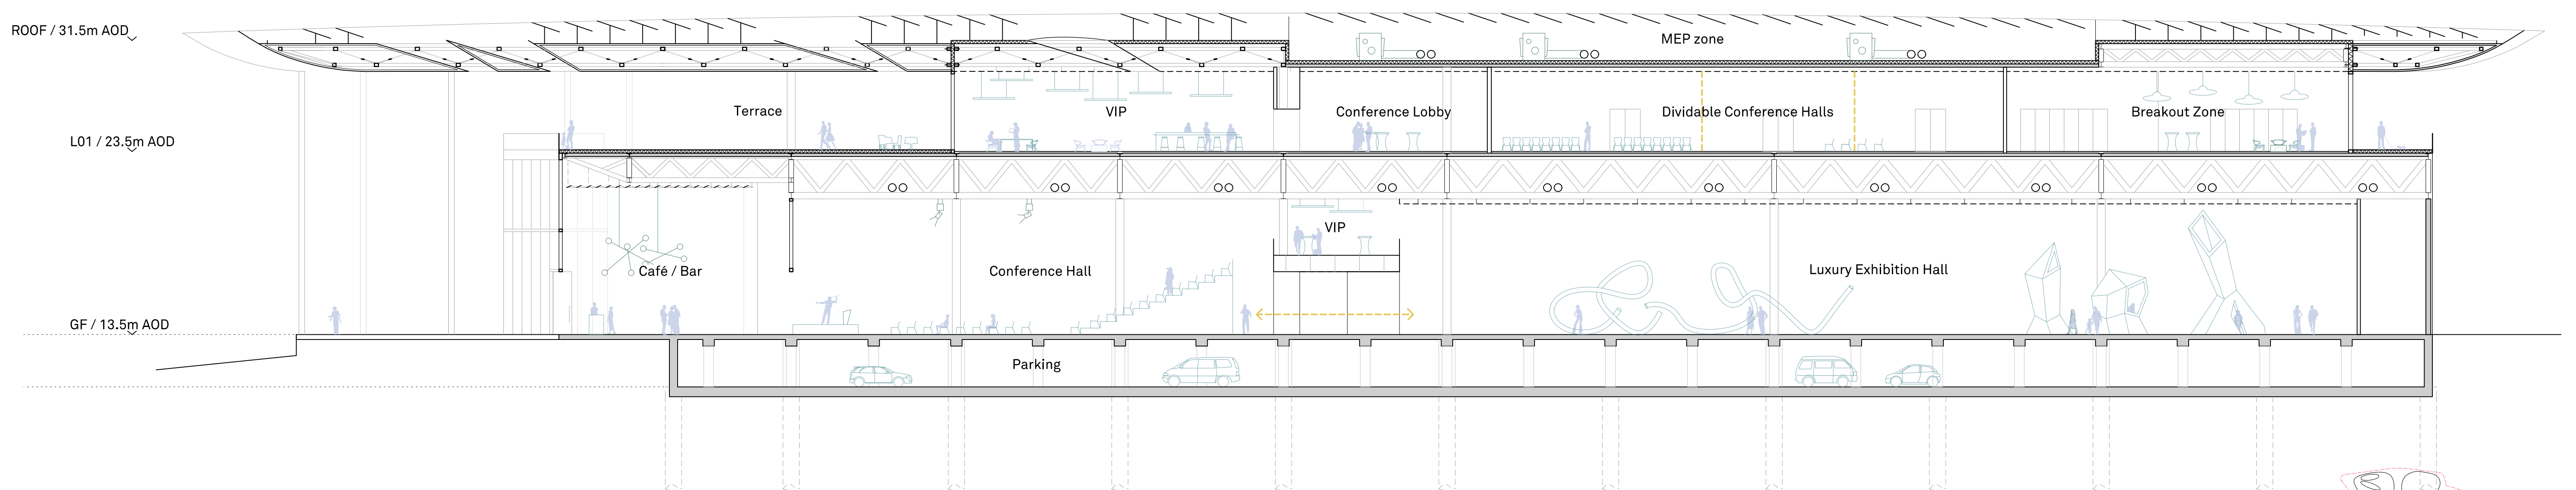 ROOF / 31.5m AOD
MEP zone
Terrace
VIP
Conference Lobby
Dividable Conference Halls
Breakout Zone
L01 / 23.5m AOD
VIP
Café / Bar
Conference Hall
Luxury Exhibition Hall
GF / 13.5m AOD
Parking